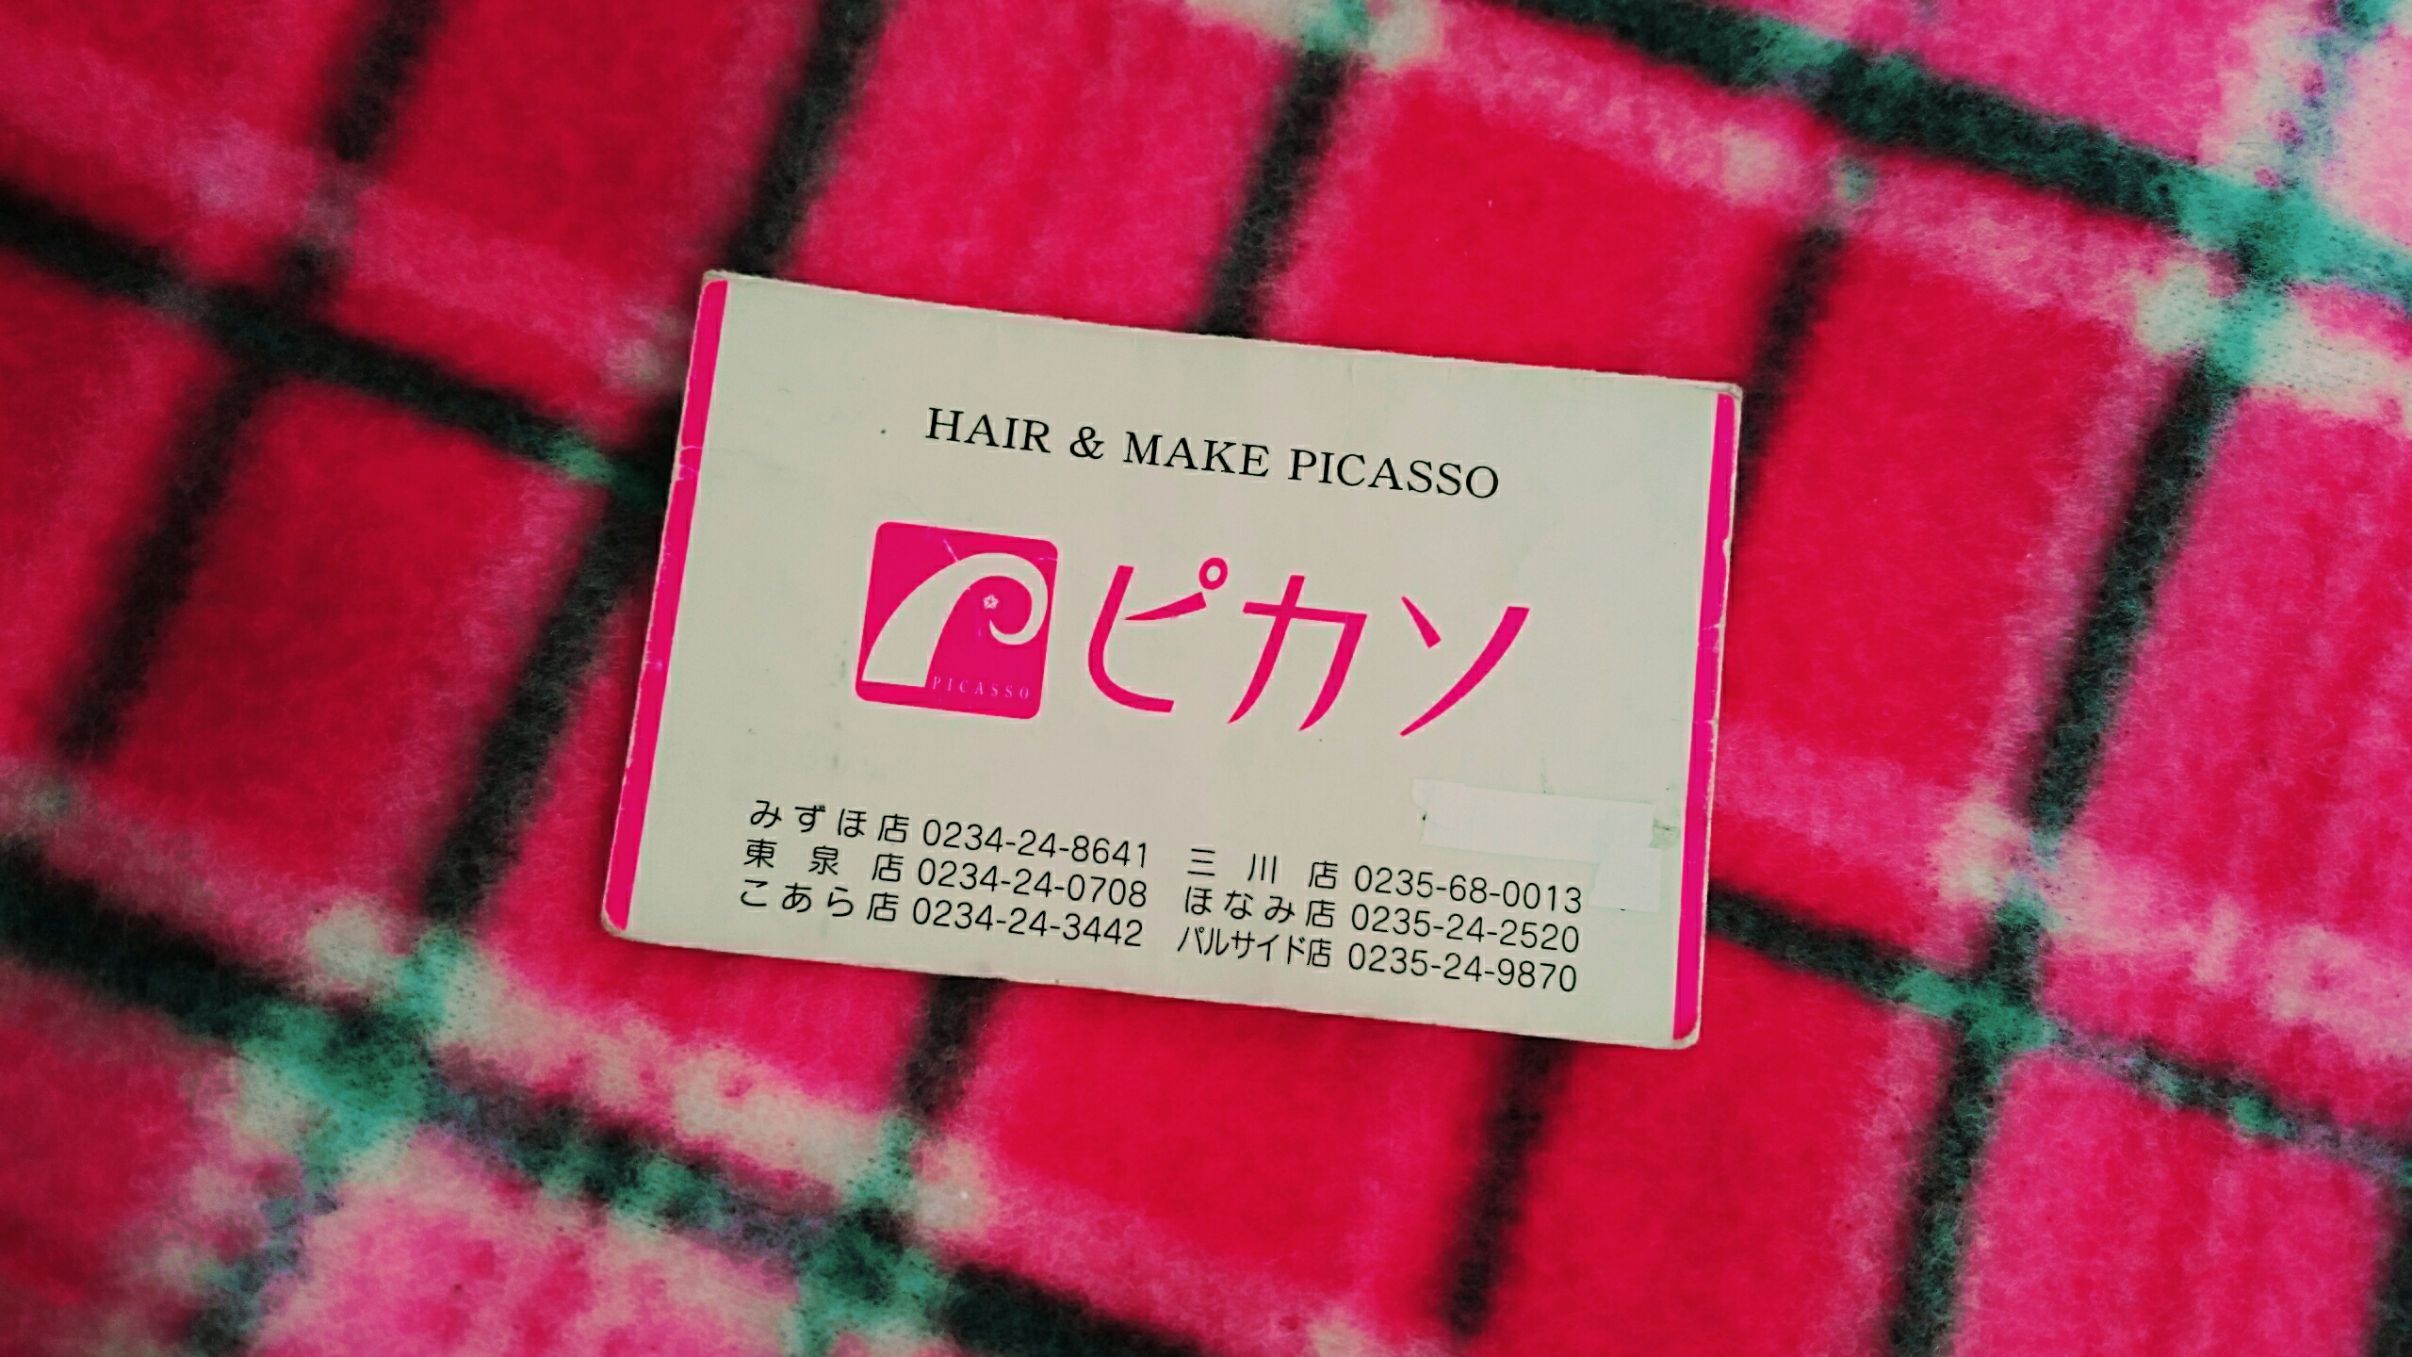 HAIR & MAKE PICASSO
PICASSO
ピカソ
みずほ店 0234-24-8641
東泉店 0234-24-0708
こあら店 0234-24-3442
三川店 0235-68-0013
ほなみ店 0235-24-2520
パルサイド店 0235-24-9870